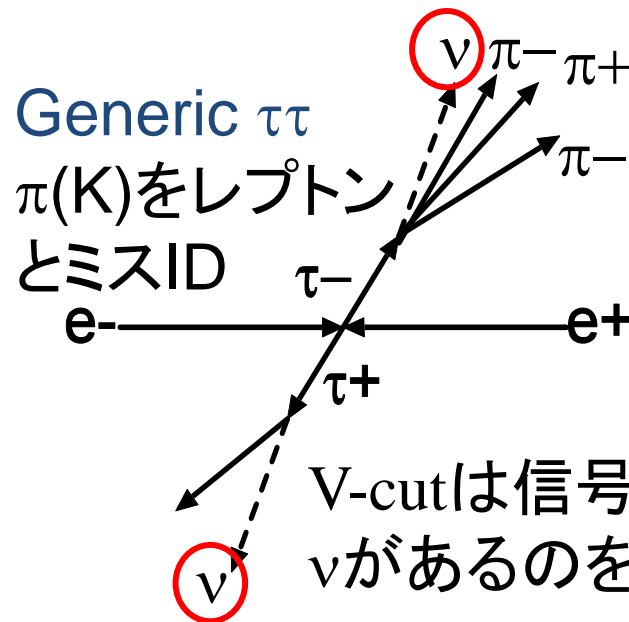 ν π− π+
Generic ττ
π−
π(K)をレプトン
とミスID
τ−
e- e+
τ+
V-cutは信号
νがあるのを
ν